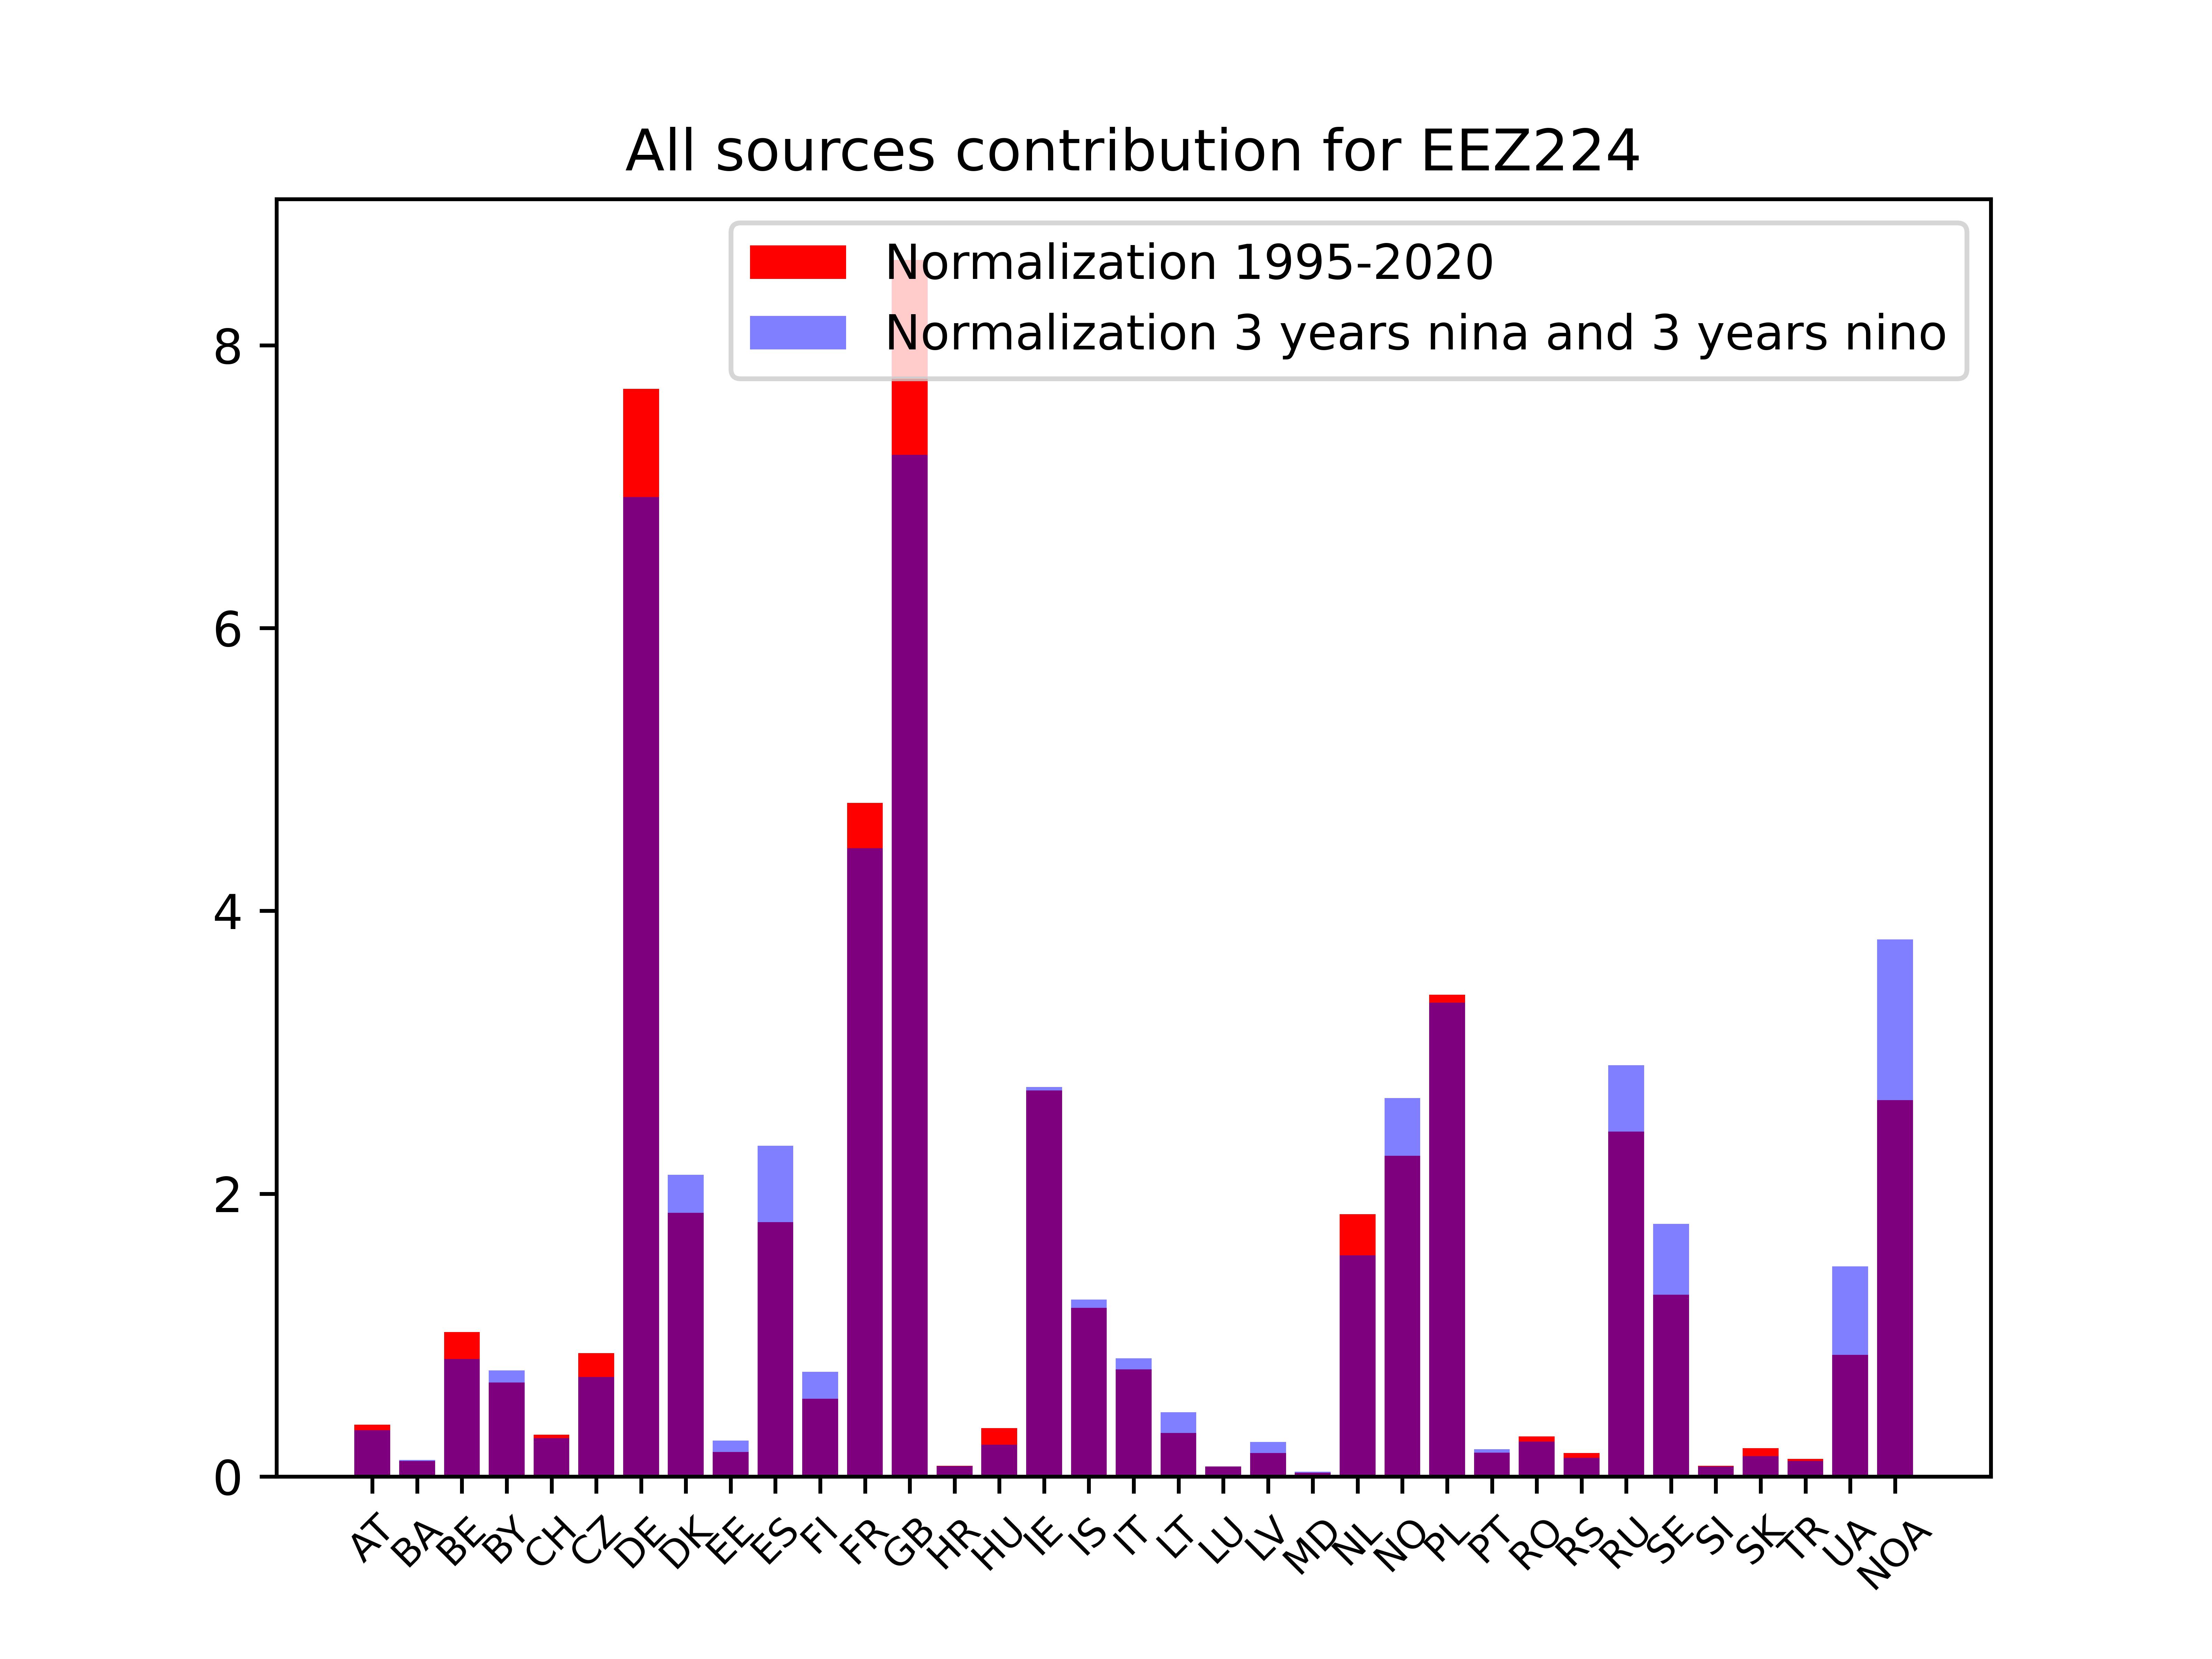 All sources contribution for EEZ224
Normalization 1995-2020
Normalization 3 years nina and 3 years nino
8
6
4
2
0
AT BA BE BY CH CZ DE DK EE ES FI FR GB HR HU IE IS IT LT LU LV MD NL NO PL PT RO RS RU SE SI SK TR UA NOA